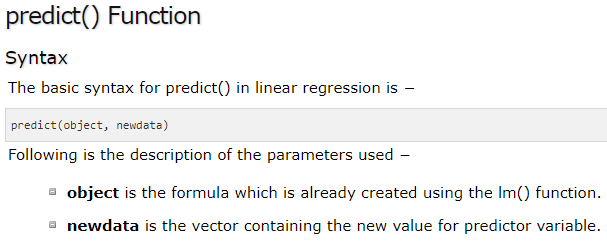 predict() Function
Syntax
The basic syntax for predict() in linear regression is −
predict(object, newdata)
Following is the description of the parameters used −
object is the formula which is already created using the lm() function.
newdata is the vector containing the new value for predictor variable.